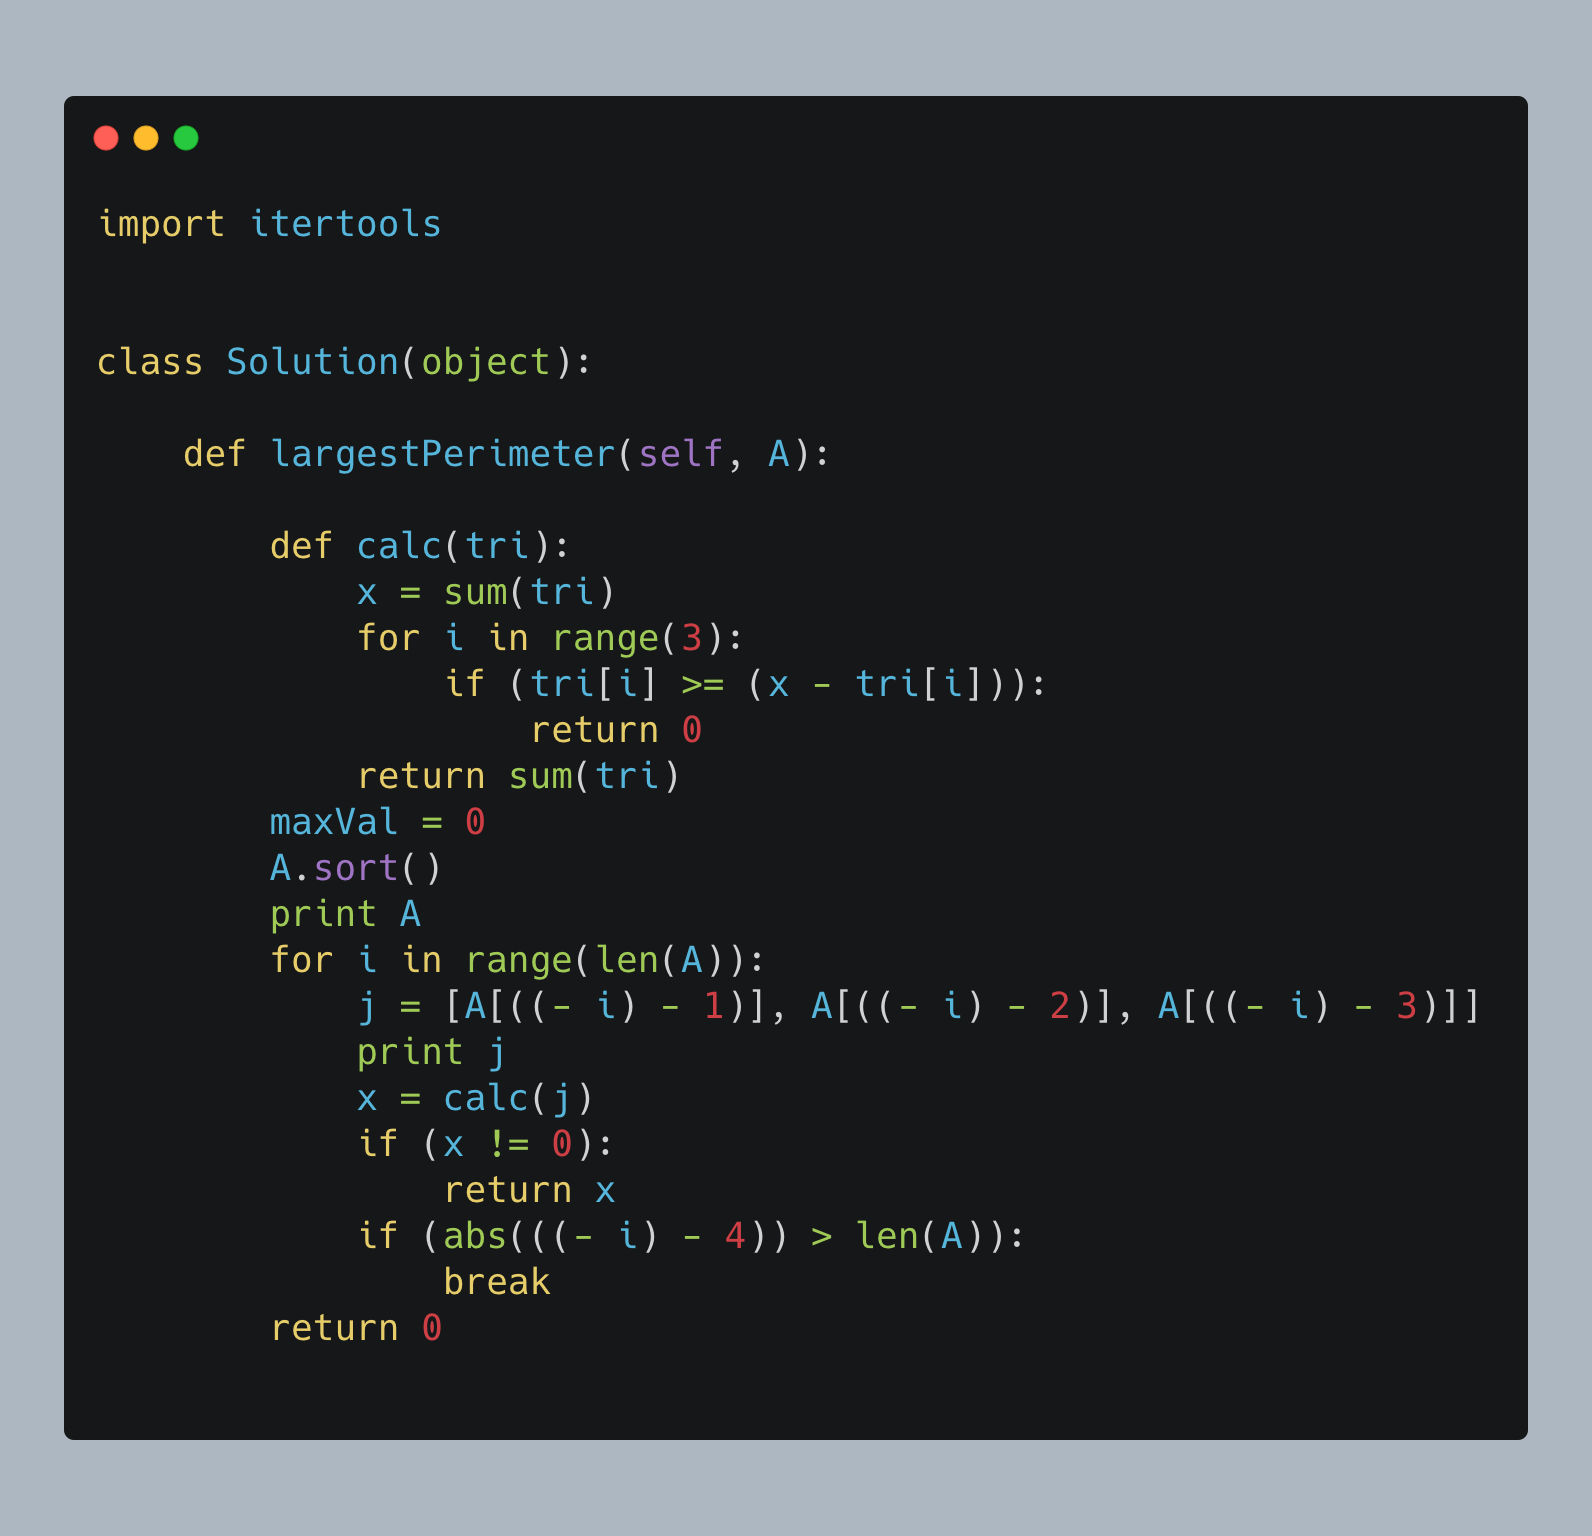 import itertools
class Solution(object):
    def largestPerimeter(self, A):
        def calc(tri):
            x = sum(tri)
            for i in range(3):
                if (tri[i] >= (x - tri[i])):
                    return 0
            return sum(tri)
        maxVal = 0
        A.sort()
        print A
        for i in range(len(A)):
            j = [A[((- i) - 1)], A[((- i) - 2)], A[((- i) - 3)]]
            print j
            x = calc(j)
            if (x != 0):
                return x
            if (abs(((- i) - 4)) > len(A)):
                break
        return 0